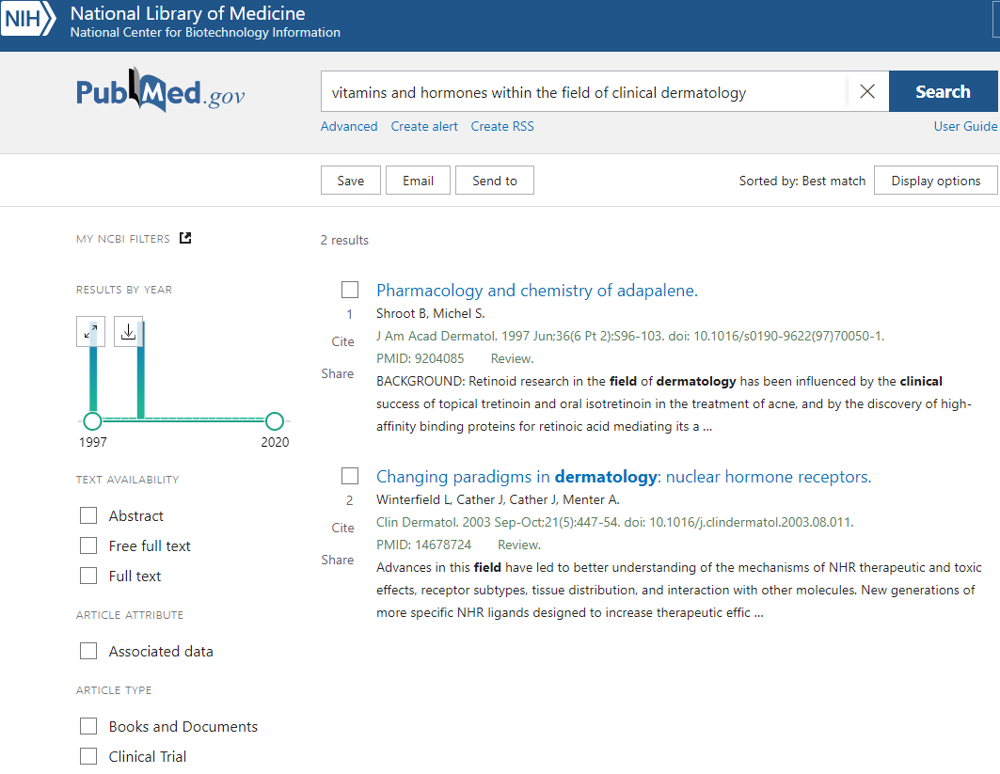 NIH
National Library of Medicine
National Center for Biotechnology Information
PubMed.gov
vitamins and hormones within the field of clinical dermatology
Search
Advanced Create alert Create RSS
User Guide
Save Email Send to
Sorted by: Best match Display options
MY NCBI FILTERS
2 results
RESULTS BY YEAR
1997 2020
TEXT AVAILABILITY
Abstract
Free full text
Full text
ARTICLE ATTRIBUTE
Associated data
ARTICLE TYPE
Books and Documents
Clinical Trial
Pharmacology and chemistry of adapalene.
1
Cite
Share
Shroot B, Michel S.
J Am Acad Dermatol. 1997 Jun;36(6 Pt 2):S96-103. doi: 10.1016/s0190-9622(97)70050-1.
PMID: 9204085 Review.
BACKGROUND: Retinoid research in the field of dermatology has been influenced by the clinical
success of topical tretinoin and oral isotretinoin in the treatment of acne, and by the discovery of high-
affinity binding proteins for retinoic acid mediating its a ...
Changing paradigms in dermatology: nuclear hormone receptors.
2
Cite
Share
Winterfield L, Cather J, Cather J, Menter A.
Clin Dermatol. 2003 Sep-Oct;21(5):447-54. doi: 10.1016/j.clindermatol.2003.08.011.
PMID: 14678724 Review.
Advances in this field have led to better understanding of the mechanisms of NHR therapeutic and toxic
effects, receptor subtypes, tissue distribution, and interaction with other molecules. New generations of
more specific NHR ligands designed to increase therapeutic effic ...